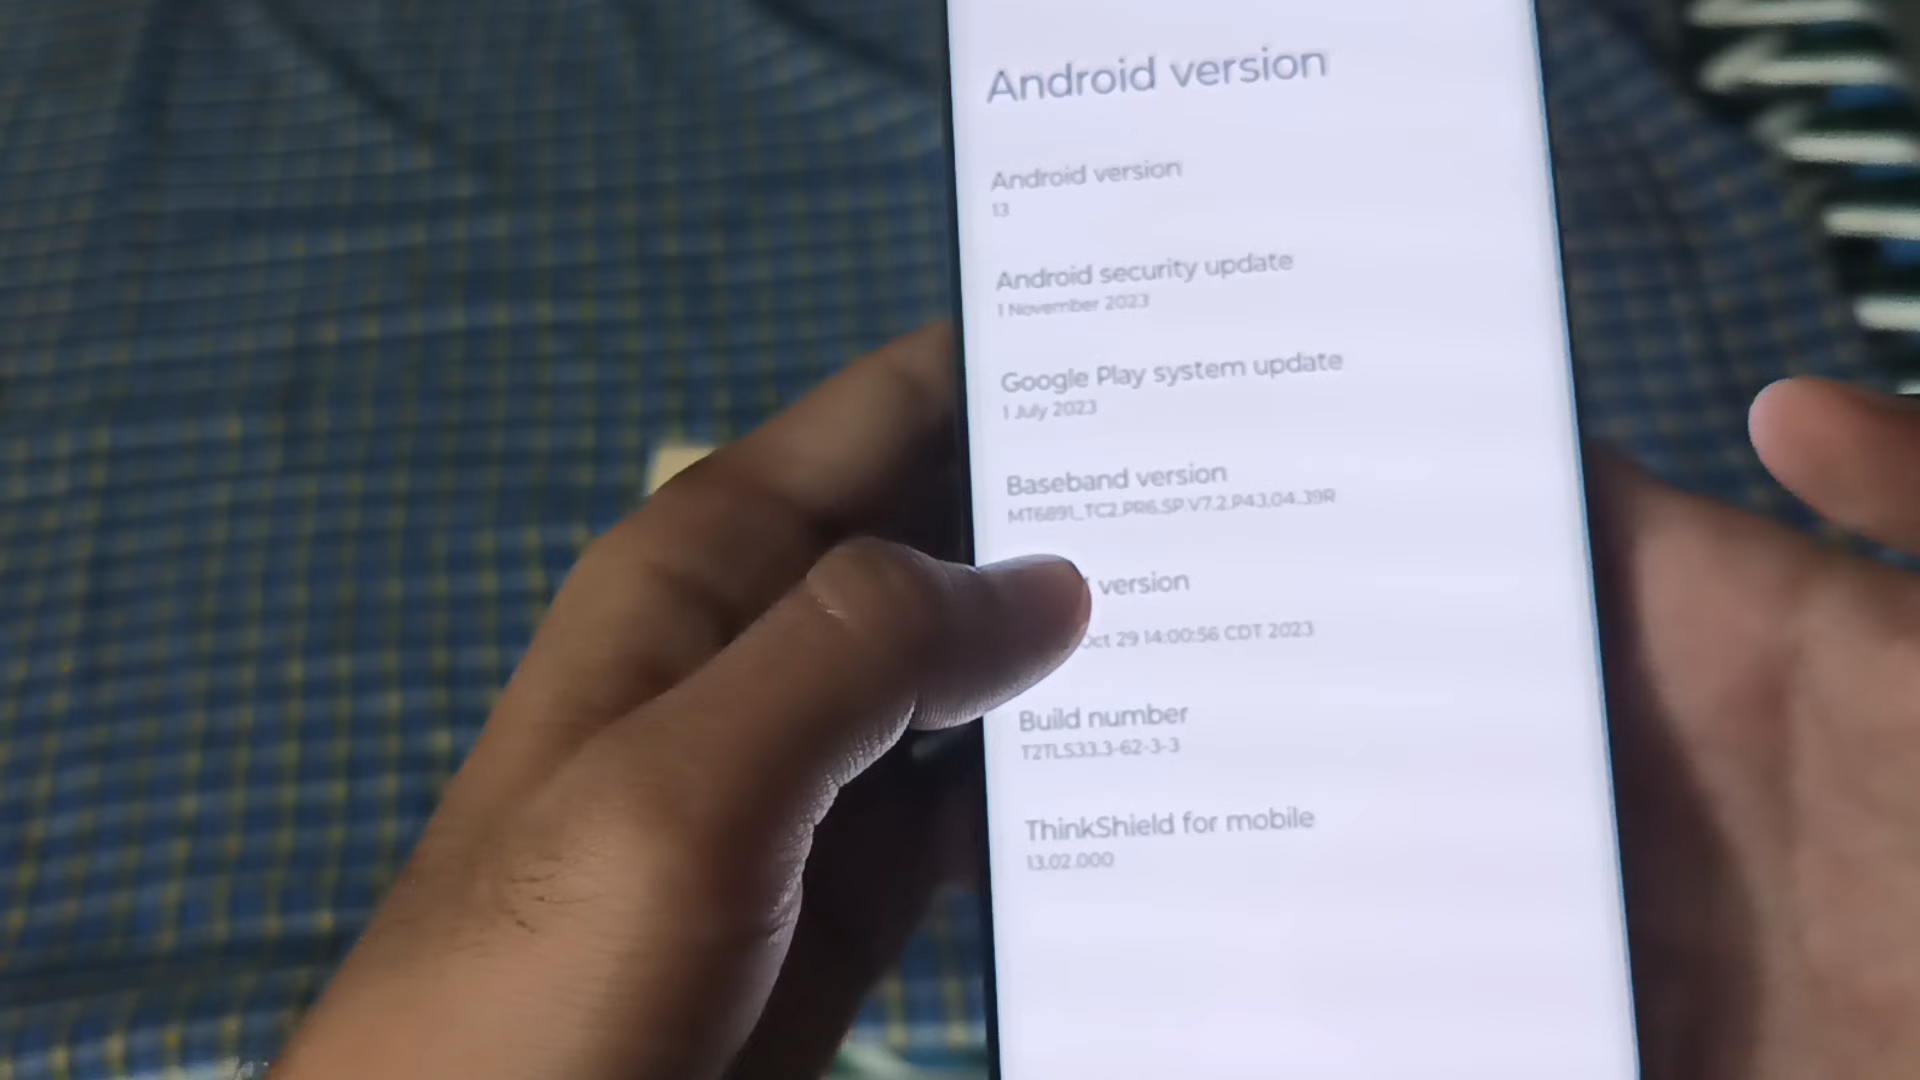 Android version
Android version
13
Android security update
1 November 2023
Google Play system update
1 July 2023
Baseband version
MT6891_TC2.PR6.SP.V7.2.P43.04..39R
version
Oct 29 14:00:56 CDT 2023
Build number
T2TLS33.3-62-3-3
ThinkShield for mobile
13.02.000